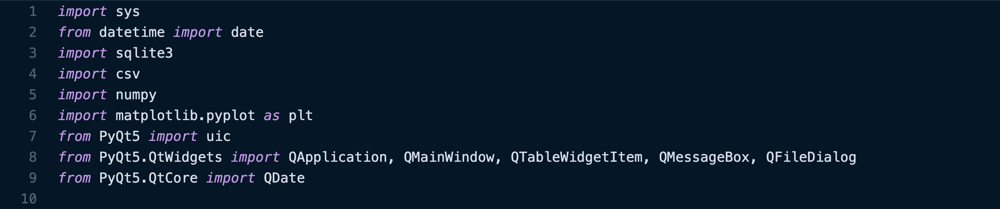 1 import sys
2 from datetime import date
3 import sqlite3
4 import csv
5 import numpy
6 import matplotlib.pyplot as plt
7 from PyQt5 import uic
8 from PyQt5.QtWidgets import QApplication, QMainWindow, QTableWidgetItem, QMessageBox, QFileDialog
9 from PyQt5.QtCore import QDate
10